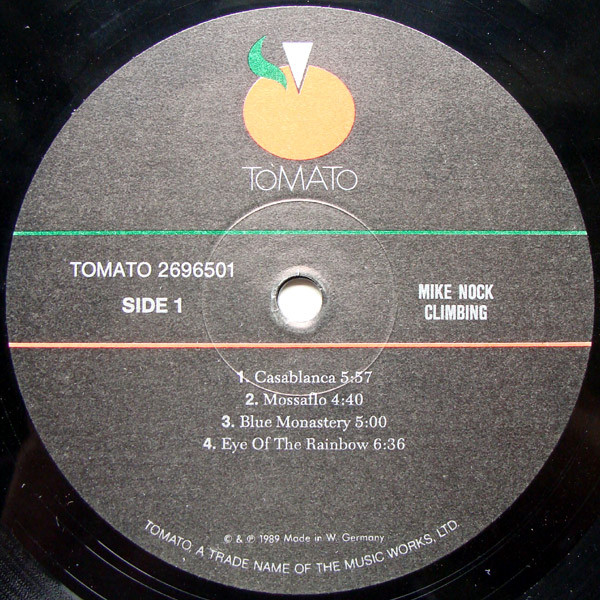 TOMATO
TOMATO 2696501
SIDE 1
MIKE NOCK
CLIMBING
1. Casablanca 5:57
2. Mossaflo 4:40
3. Blue Monastery 5:00
4. Eye Of The Rainbow 6:36
© & ℗ 1989 Made in W. Germany
TOMATO, A TRADE NAME OF THE MUSIC WORKS, LTD.